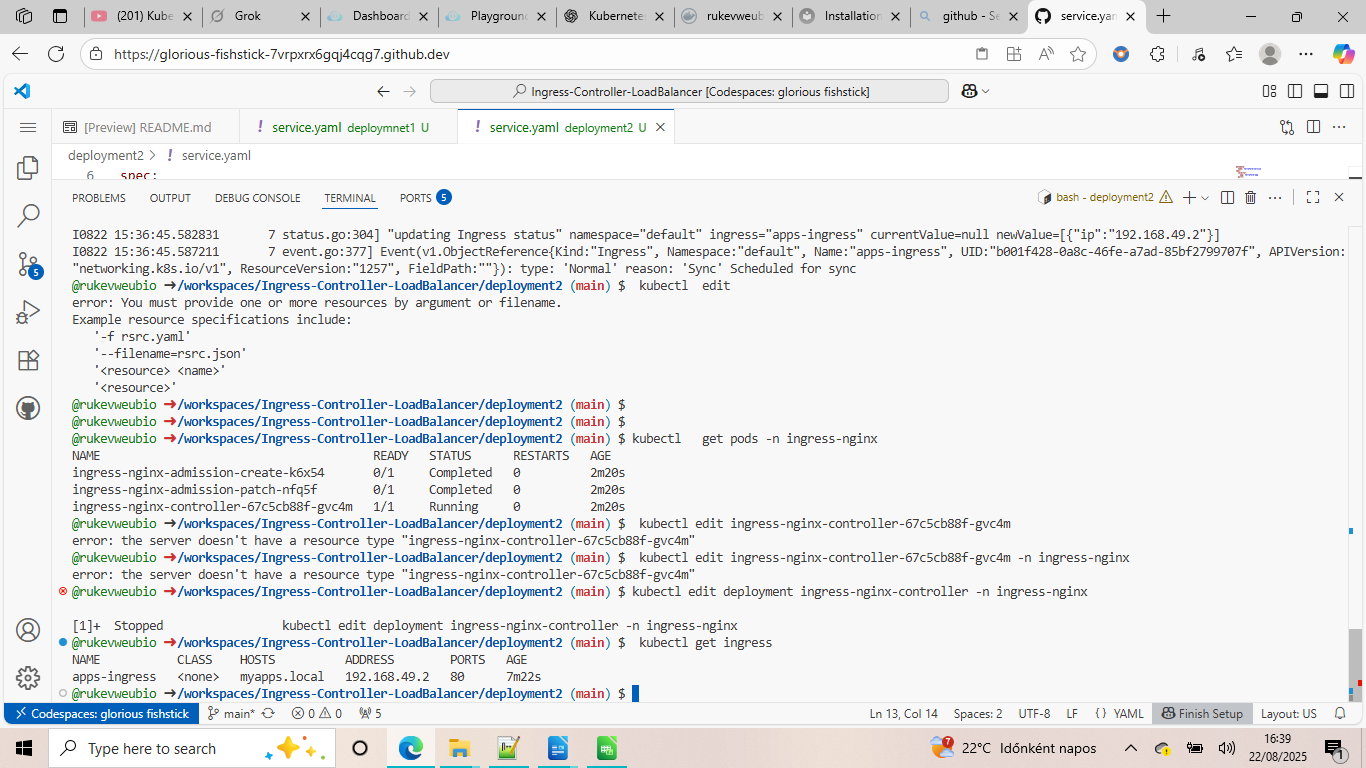 (201) Kube
Grok
Dashboard
Playground
Kubernete
rukevweub
Installation
github - Se
service.yam
https://glorious-fishstick-7vrpxrx6gqj4cqg7.github.dev
Ingress-Controller-LoadBalancer [Codespaces: glorious fishstick]
[Preview] README.md
! service.yaml deploymnet1 U
! service.yaml deployment2 U
deployment2 > ! service.yaml
6 spec:
PROBLEMS OUTPUT DEBUG CONSOLE TERMINAL PORTS 5
bash - deployment2
I0822 15:36:45.582831 7 status.go:304] "updating Ingress status" namespace="default" ingress="apps-ingress" currentValue=null newValue=[{"ip":"192.168.49.2"}]
I0822 15:36:45.587211 7 event.go:377] Event(v1.ObjectReference{Kind:"Ingress", Namespace:"default", Name:"apps-ingress", UID:"b001f428-0a8c-46fe-a7ad-85bf2799707f", APIVersion:
"networking.k8s.io/v1", ResourceVersion:"1257", FieldPath:""}): type: 'Normal' reason: 'Sync' Scheduled for sync
@rukevweubio ➜/workspaces/Ingress-Controller-LoadBalancer/deployment2 (main) $ kubectl edit
error: You must provide one or more resources by argument or filename.
Example resource specifications include:
'-f rsrc.yaml'
'--filename=rsrc.json'
'<resource> <name>'
'<resource>'
@rukevweubio ➜/workspaces/Ingress-Controller-LoadBalancer/deployment2 (main) $
@rukevweubio ➜/workspaces/Ingress-Controller-LoadBalancer/deployment2 (main) $
@rukevweubio ➜/workspaces/Ingress-Controller-LoadBalancer/deployment2 (main) $ kubectl get pods -n ingress-nginx
NAME READY STATUS RESTARTS AGE
ingress-nginx-admission-create-k6x54 0/1 Completed 0 2m20s
ingress-nginx-admission-patch-nfq5f 0/1 Completed 0 2m20s
ingress-nginx-controller-67c5cb88f-gvc4m 1/1 Running 0 2m20s
@rukevweubio ➜/workspaces/Ingress-Controller-LoadBalancer/deployment2 (main) $ kubectl edit ingress-nginx-controller-67c5cb88f-gvc4m
error: the server doesn't have a resource type "ingress-nginx-controller-67c5cb88f-gvc4m"
@rukevweubio ➜/workspaces/Ingress-Controller-LoadBalancer/deployment2 (main) $ kubectl edit ingress-nginx-controller-67c5cb88f-gvc4m -n ingress-nginx
error: the server doesn't have a resource type "ingress-nginx-controller-67c5cb88f-gvc4m"
@rukevweubio ➜/workspaces/Ingress-Controller-LoadBalancer/deployment2 (main) $ kubectl edit deployment ingress-nginx-controller -n ingress-nginx
[1]+ Stopped kubectl edit deployment ingress-nginx-controller -n ingress-nginx
@rukevweubio ➜/workspaces/Ingress-Controller-LoadBalancer/deployment2 (main) $ kubectl get ingress
NAME CLASS HOSTS ADDRESS PORTS AGE
apps-ingress <none> myapps.local 192.168.49.2 80 7m22s
@rukevweubio ➜/workspaces/Ingress-Controller-LoadBalancer/deployment2 (main) $
5
Codespaces: glorious fishstick main* 0 0 5 Ln 13, Col 14 Spaces: 2 UTF-8 LF { } YAML Finish Setup Layout: US
Type here to search
7 22°C Időnként napos
16:39
22/08/2025
1